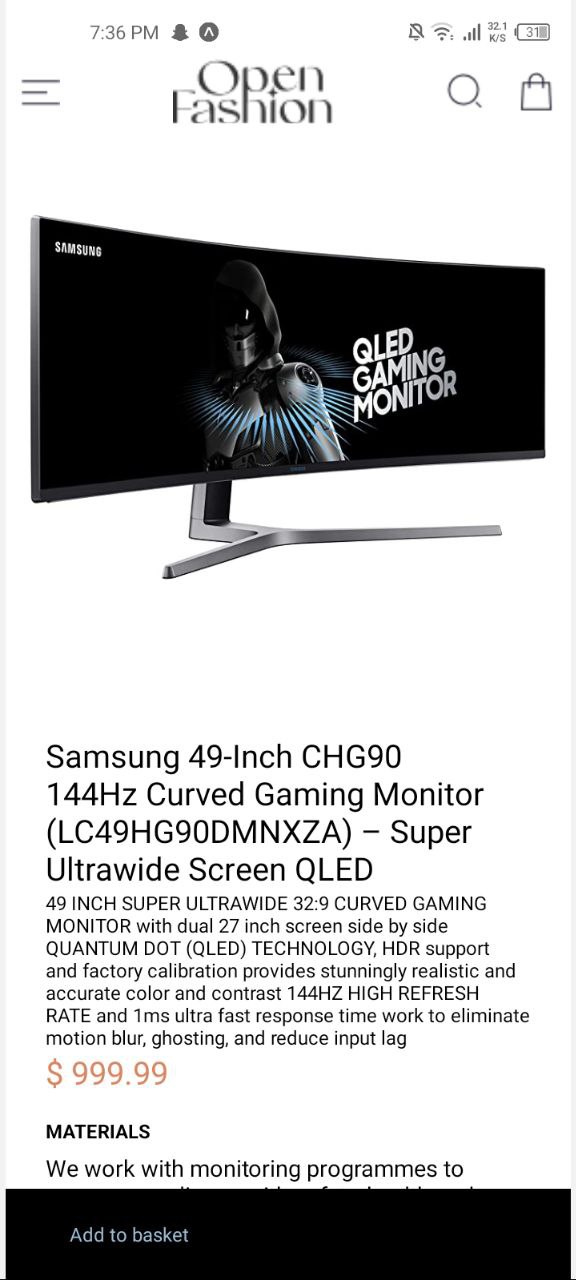 7:36 PM
32.1
K/S
31
Open
Fashion
SAMSUNG
QLED
GAMING
MONITOR
Samsung 49-Inch CHG90
144Hz Curved Gaming Monitor
(LC49HG90DMNXZA) – Super
Ultrawide Screen QLED
49 INCH SUPER ULTRAWIDE 32:9 CURVED GAMING
MONITOR with dual 27 inch screen side by side
QUANTUM DOT (QLED) TECHNOLOGY, HDR support
and factory calibration provides stunningly realistic and
accurate color and contrast 144HZ HIGH REFRESH
RATE and 1ms ultra fast response time work to eliminate
motion blur, ghosting, and reduce input lag
$ 999.99
MATERIALS
We work with monitoring programmes to
Add to basket